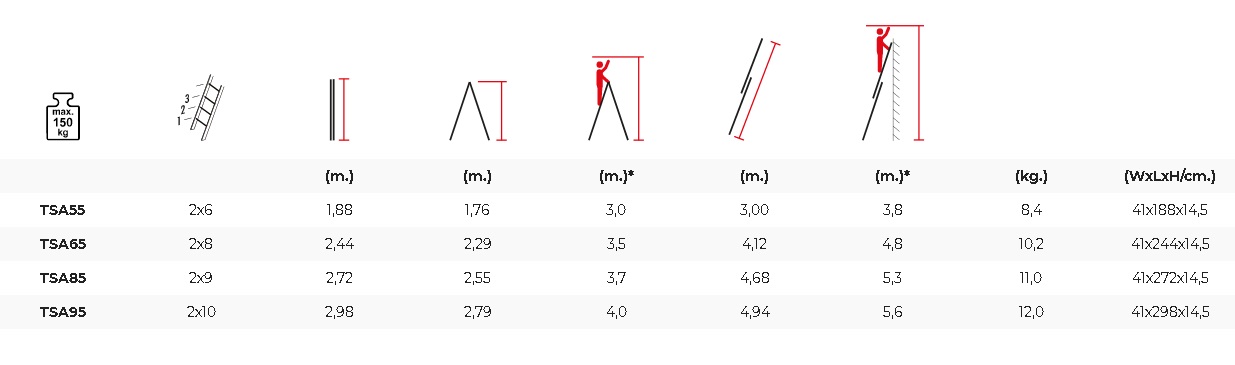 max.
150
kg
3
2
1
(m.) (m.) (m.)* (m.) (m.)* (kg.) (WxLxH/cm.)
TSA55 2x6 1,88 1,76 3,0 3,00 3,8 8,4 41x188x14,5
TSA65 2x8 2,44 2,29 3,5 4,12 4,8 10,2 41x244x14,5
TSA85 2x9 2,72 2,55 3,7 4,68 5,3 11,0 41x272x14,5
TSA95 2x10 2,98 2,79 4,0 4,94 5,6 12,0 41x298x14,5